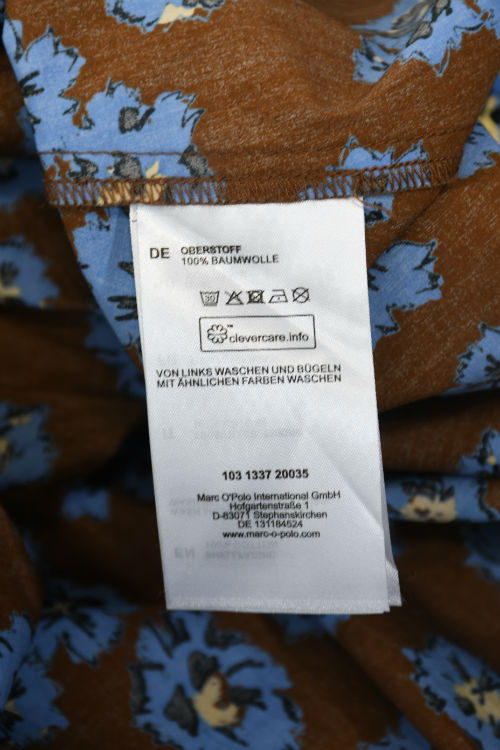 DE OBERSTOFF
100% BAUMWOLLE
30
clevercare.info
VON LINKS WASCHEN UND BÜGELN
MIT ÄHNLICHEN FARBEN WASCHEN
103 1337 20035
Marc O'Polo International GmbH
Hofgartenstraße 1
D-83071 Stephanskirchen
DE 131184524
www.marc-o-polo.com